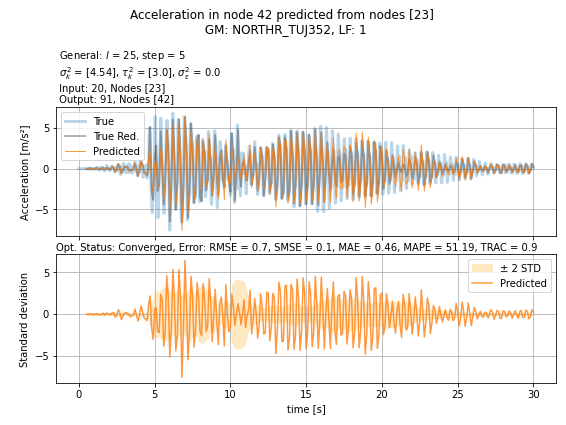 Acceleration in node 42 predicted from nodes [23]
GM: NORTHR_TUJ352, LF: 1
General: l = 25, step = 5
σ²ₖ = [4.54], τ²ₖ = [3.0], σ²ε = 0.0
Input: 20, Nodes [23]
Output: 91, Nodes [42]
True
True Red.
Predicted
5
0
−5
Acceleration [m/s²]
Opt. Status: Converged, Error: RMSE = 0.7, SMSE = 0.1, MAE = 0.46, MAPE = 51.19, TRAC = 0.9
± 2 STD
Predicted
5
0
−5
Standard deviation
0 5 10 15 20 25 30
time [s]